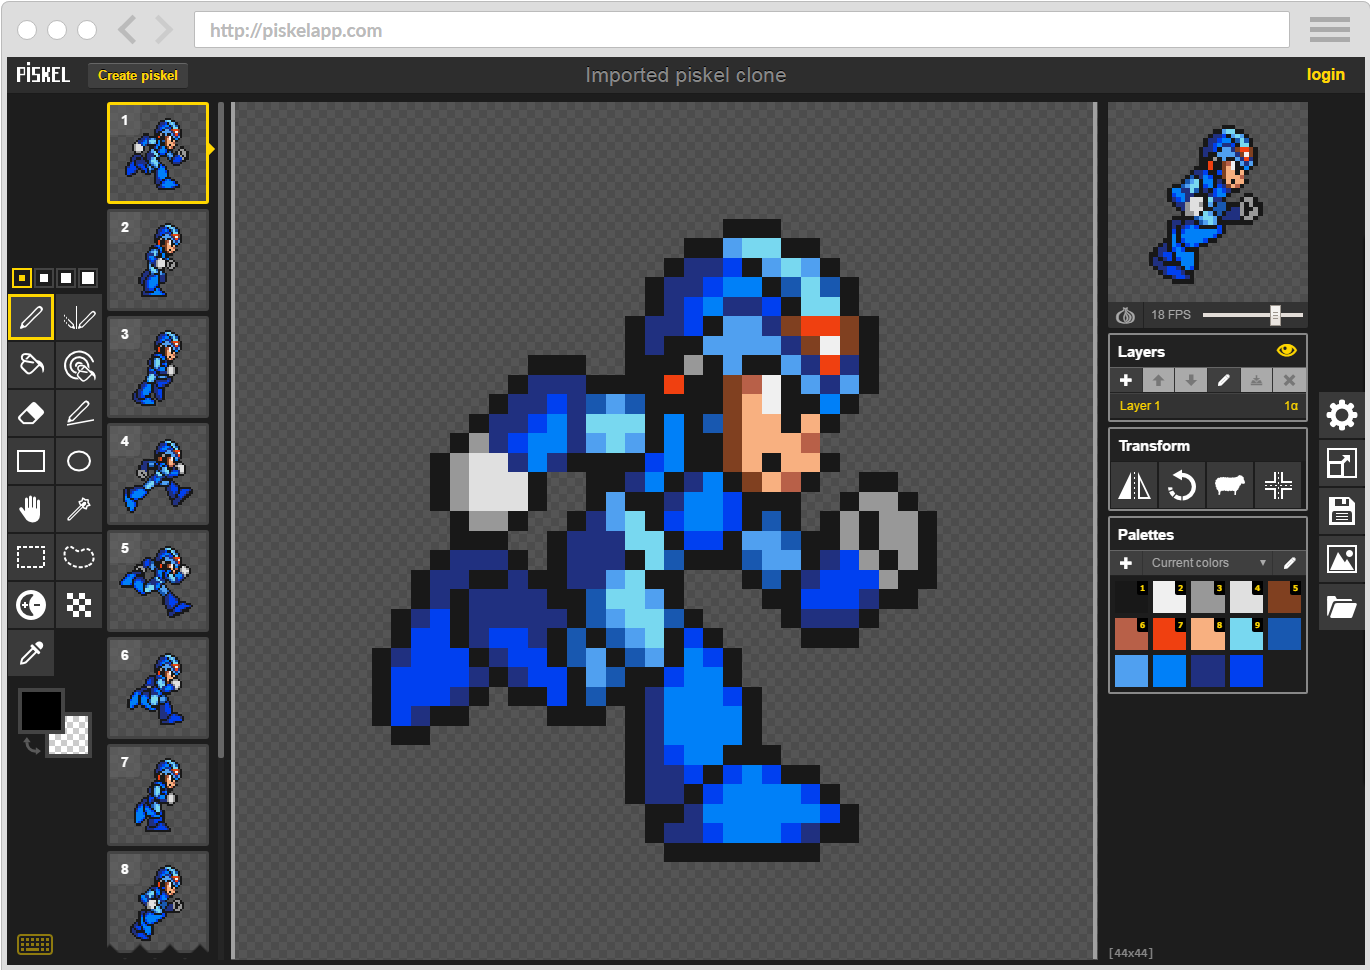 http://piskelapp.com
PiSKEL
Create piskel
Imported piskel clone
login
1
2
3
4
5
6
7
8
18 FPS
Layers
Layer 1
1α
Transform
Palettes
Current colors
1
2
3
4
5
6
7
8
9
[44x44]